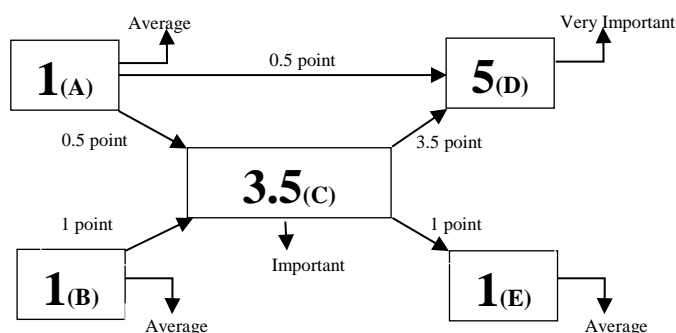 Average
Very Important
0.5 point
1(A)
5(D)
0.5 point
3.5 point
3.5(C)
1 point
1 point
Important
1(B)
1(E)
Average
Average